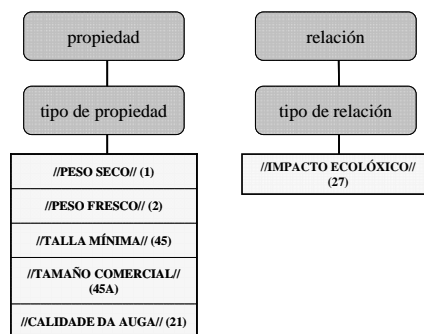 propiedad
tipo de propiedad
//PESO SECO// (1)
//PESO FRESCO// (2)
//TALLA MÍNIMA// (45)
//TAMAÑO COMERCIAL//
(45A)
//CALIDADE DA AUGA// (21)
relación
tipo de relación
//IMPACTO ECOLÓXICO//
(27)